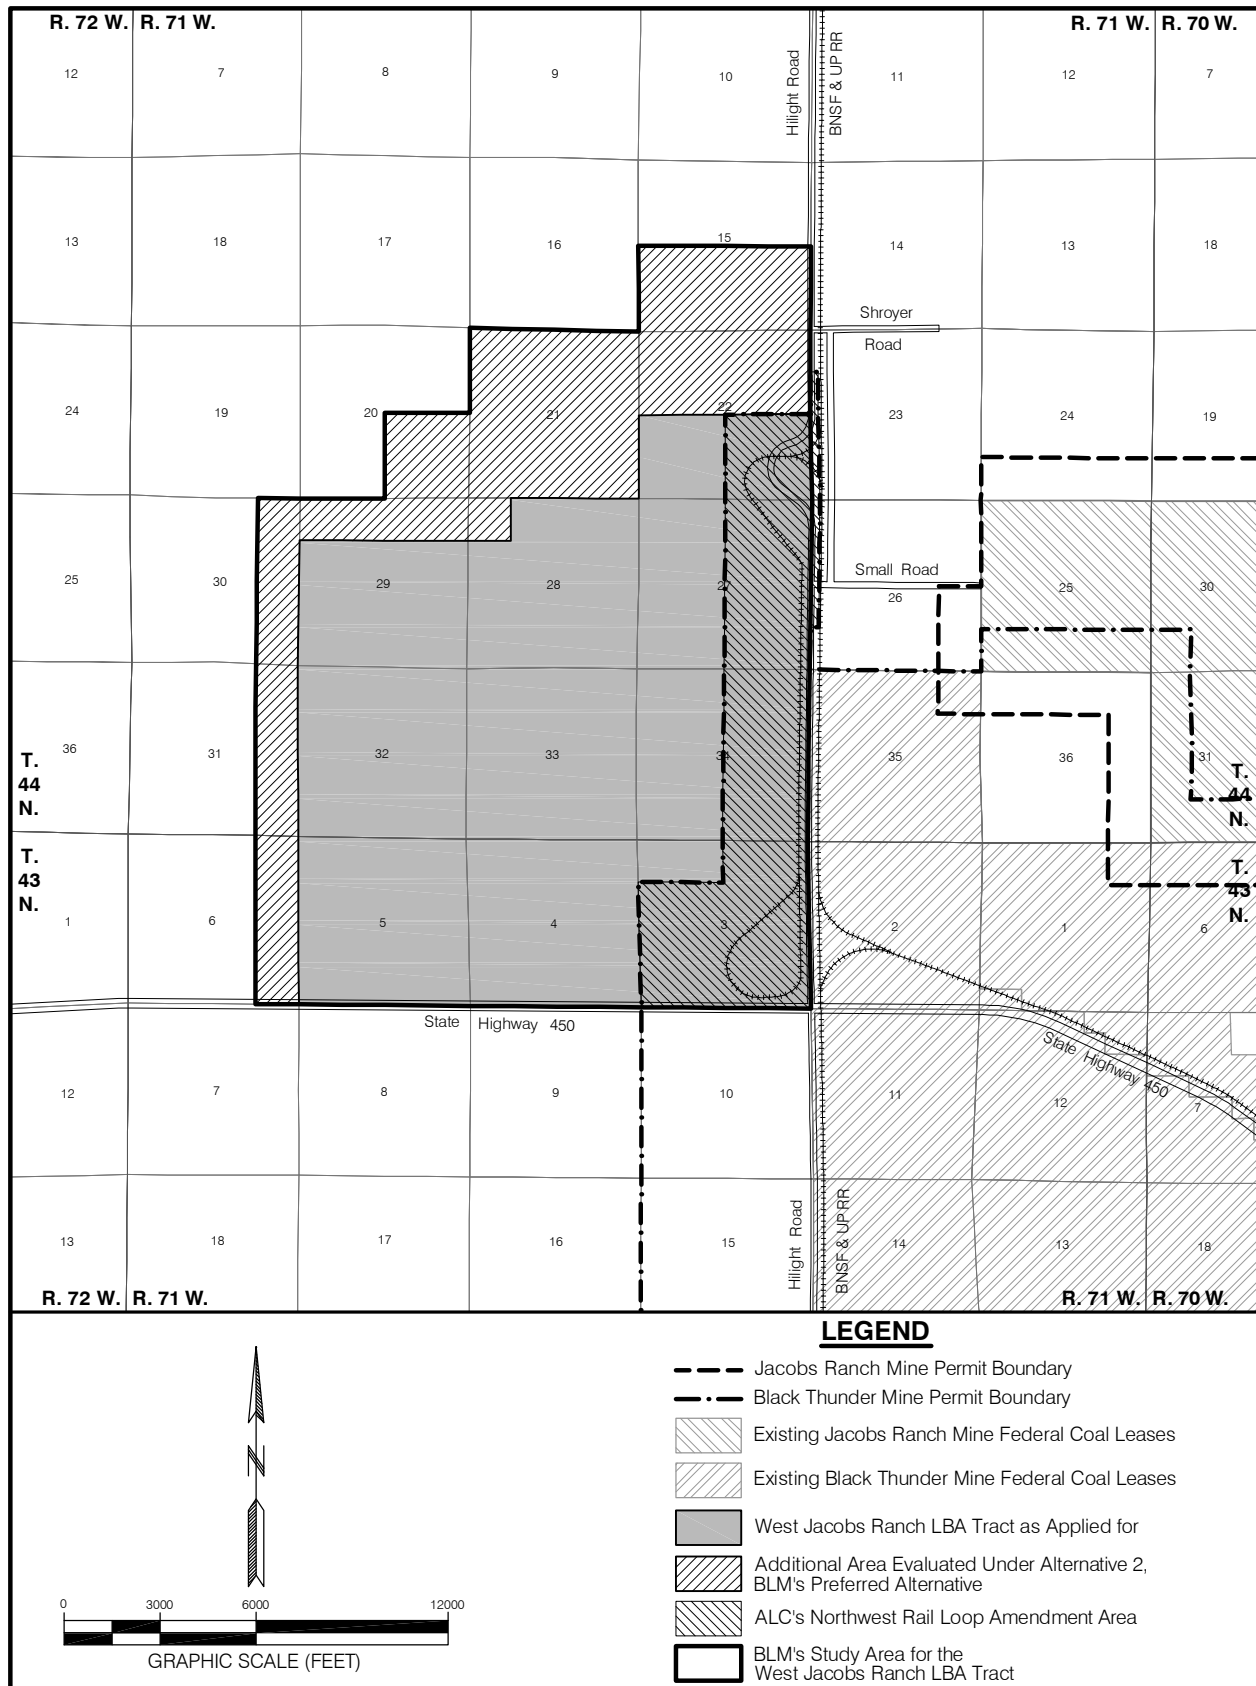 R. 72 W. R. 71 W.
R. 71 W. R. 70 W.
12 7 8 9 10 11 12 7
Hilight Road
BNSF & UP RR
13 18 17 16 15 14 13 18
Shroyer
Road
24 19 20 21 22 23 24 19
Small Road
25 30 29 28 27 26 25 30
36 31 32 33 34 35 36 31
T.
44
N.
T.
44
N.
T.
43
N.
T.
43
N.
1 6 5 4 3 2 1 6
State Highway 450
State Highway 450
12 7 8 9 10 11 12 7
Hilight Road
BNSF & UP RR
13 18 17 16 15 14 13 18
R. 72 W. R. 71 W.
R. 71 W. R. 70 W.
LEGEND
Jacobs Ranch Mine Permit Boundary
Black Thunder Mine Permit Boundary
Existing Jacobs Ranch Mine Federal Coal Leases
Existing Black Thunder Mine Federal Coal Leases
West Jacobs Ranch LBA Tract as Applied for
Additional Area Evaluated Under Alternative 2,
BLM's Preferred Alternative
ALC's Northwest Rail Loop Amendment Area
BLM's Study Area for the
West Jacobs Ranch LBA Tract
N
0 3000 6000 12000
GRAPHIC SCALE (FEET)